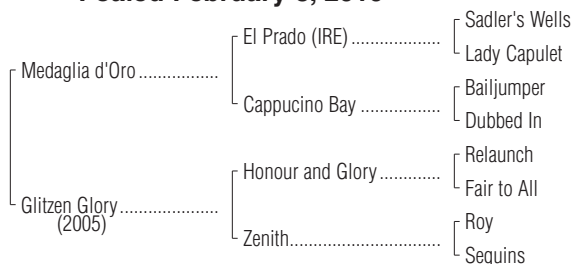 Sadler's Wells
El Prado (IRE)
Lady Capulet
Medaglia d'Oro
Bailjumper
Cappucino Bay
Dubbed In
Relaunch
Honour and Glory
Fair to All
Glitzen Glory
(2005)
Roy
Zenith
Sequins